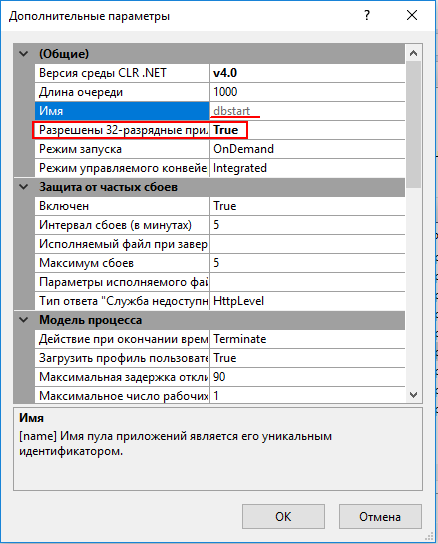 Дополнительные параметры
(Общие)
Версия среды CLR .NET v4.0
Длина очереди 1000
Имя dbstart
Разрешены 32-разрядные прил True
Режим запуска OnDemand
Режим управляемого конвейе Integrated
Защита от частых сбоев
Включен True
Интервал сбоев (в минутах) 5
Исполняемый файл при завер
Максимум сбоев 5
Параметры исполняемого фай
Тип ответа "Служба недоступн HttpLevel
Модель процесса
Действие при окончании врем Terminate
Загрузить профиль пользовате True
Максимальная задержка откли 90
Максимальное число рабочих 1
Имя
[name] Имя пула приложений является его уникальным
идентификатором.
OK
Отмена